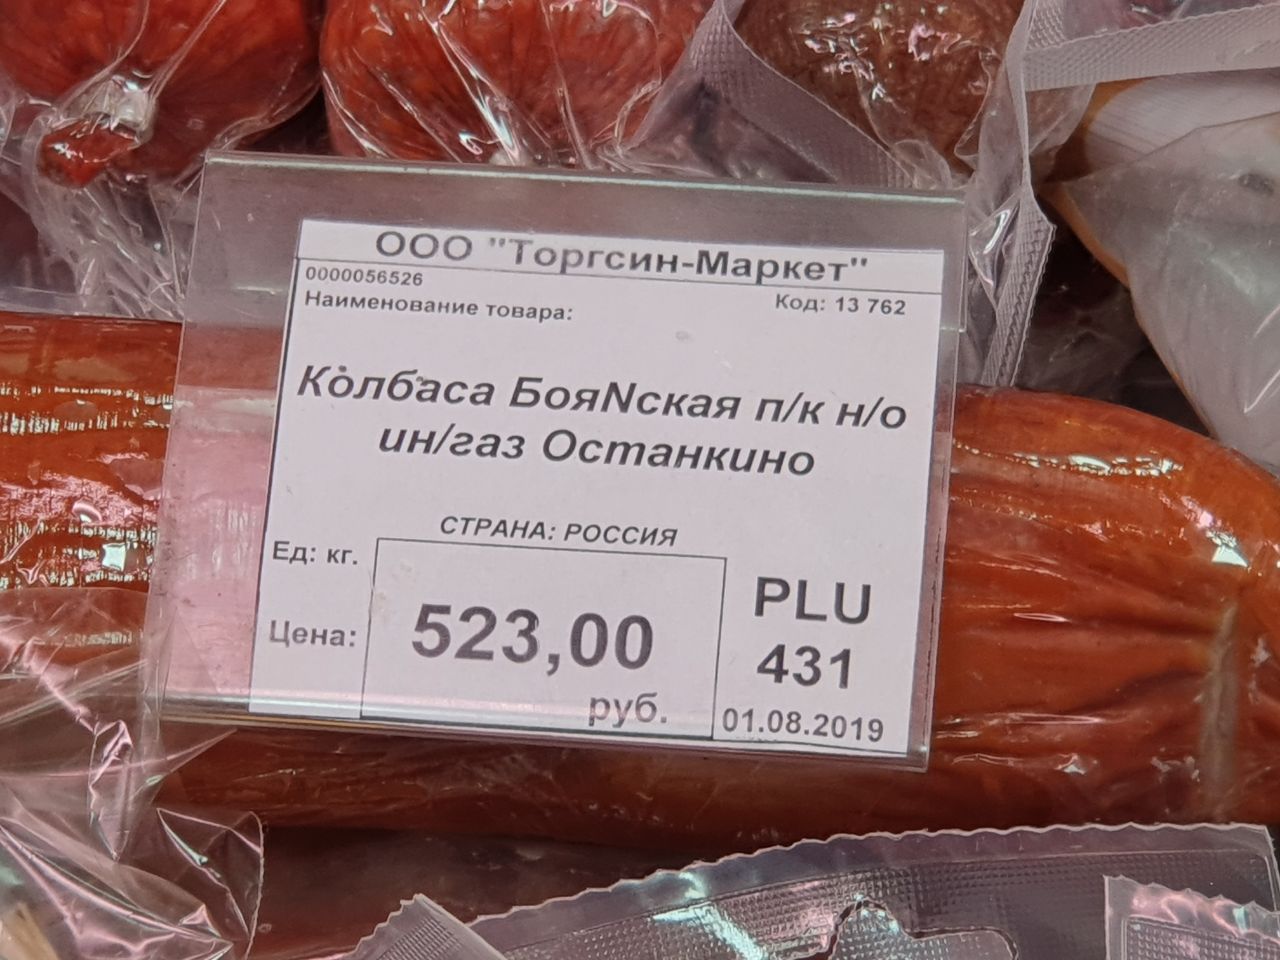 ООО "Торгсин-Маркет"
0000056526
Наименование товара:
Код: 13 762
Колбаса БояNская п/к н/о
ин/газ Останкино
СТРАНА: РОССИЯ
Ед: кг.
Цена:
523,00
руб.
PLU
431
01.08.2019